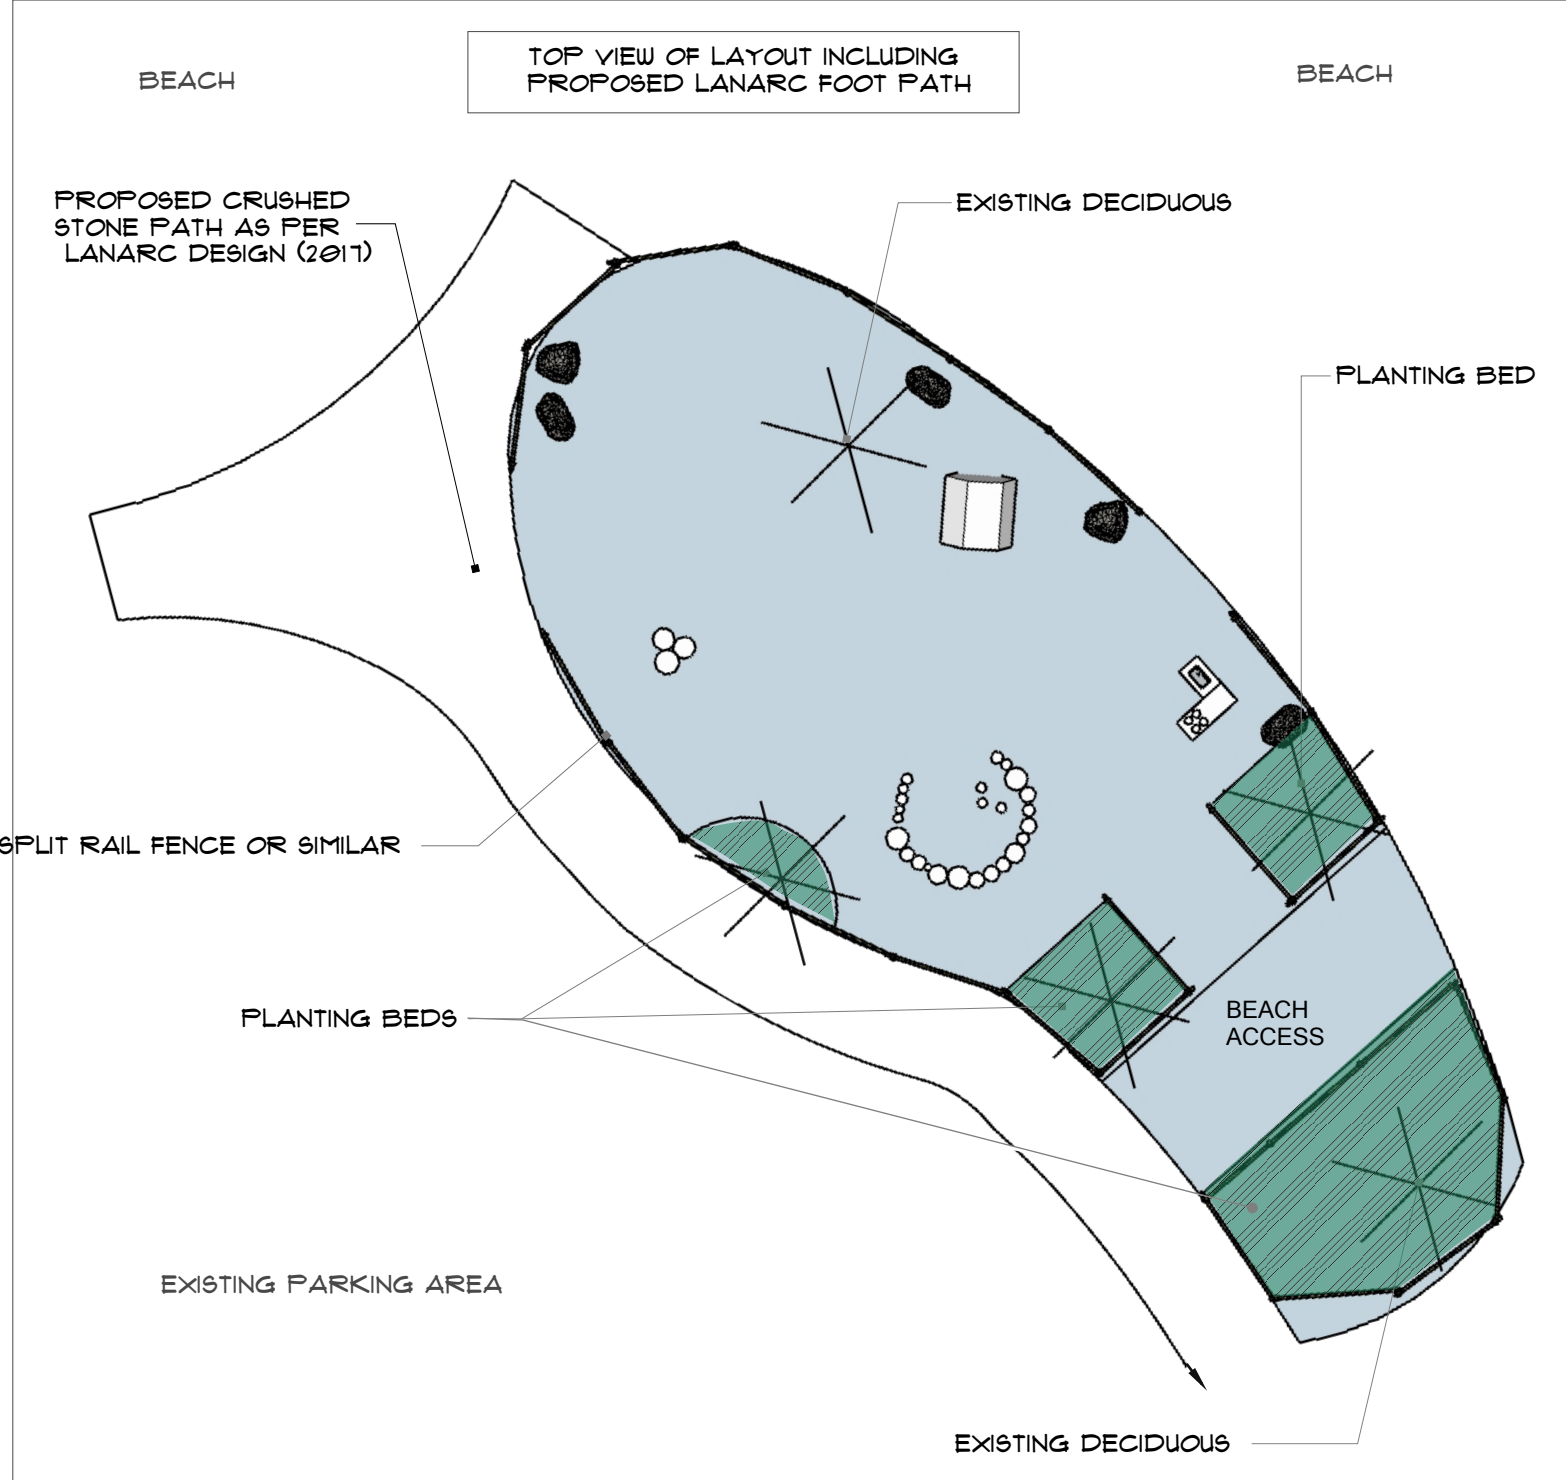 TOP VIEW OF LAYOUT INCLUDING
PROPOSED LANARC FOOT PATH
BEACH
BEACH
PROPOSED CRUSHED
STONE PATH AS PER
LANARC DESIGN (2017)
EXISTING DECIDUOUS
PLANTING BED
SPLIT RAIL FENCE OR SIMILAR
PLANTING BEDS
BEACH
ACCESS
EXISTING PARKING AREA
EXISTING DECIDUOUS